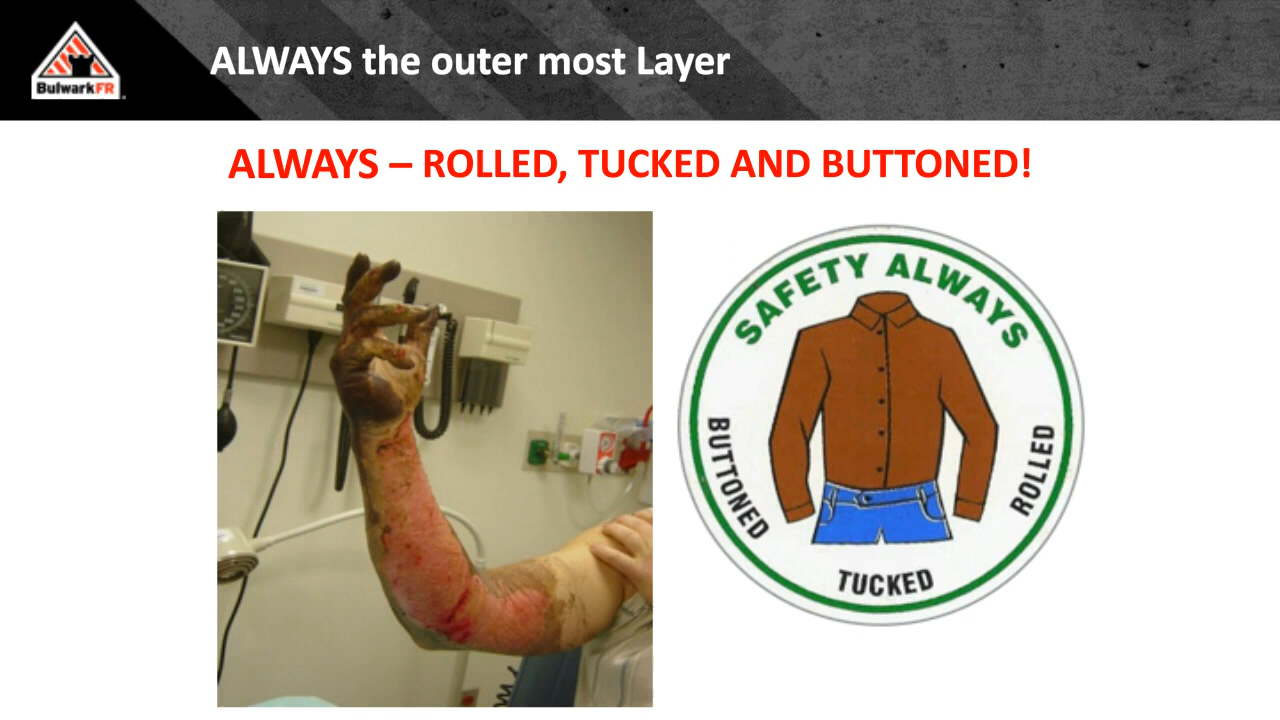 BulwarkFR
ALWAYS the outer most Layer
ALWAYS – ROLLED, TUCKED AND BUTTONED!
SAFETY ALWAYS
BUTTONED
ROLLED
TUCKED